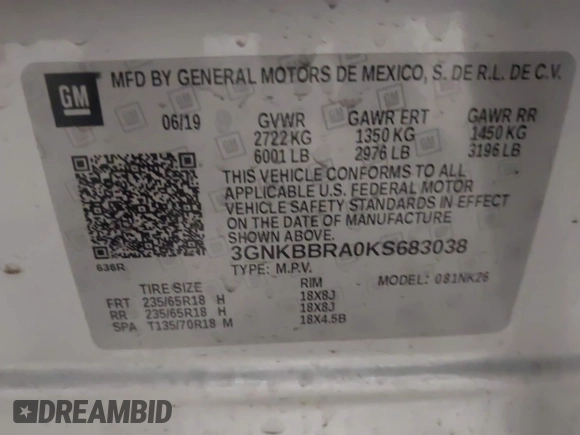 GM MFD BY GENERAL MOTORS DE MEXICO, S. DE R.L. DE C.V.
06/19 GVWR GAWR FRT GAWR RR
2722 KG 1350 KG 1450 KG
6001 LB 2976 LB 3196 LB
THIS VEHICLE CONFORMS TO ALL
APPLICABLE U.S. FEDERAL MOTOR
VEHICLE SAFETY STANDARDS IN EFFECT
ON THE DATE OF MANUFACTURE
SHOWN ABOVE.
3GNKBBRA0KS683038
636R
TYPE: M.P.V. MODEL: 081NK26
TIRE SIZE RIM
FRT 235/65R18 H 18X8J
RR 235/65R18 H 18X8J
SPA T135/70R18 M 18X4.5B
DREAMBID